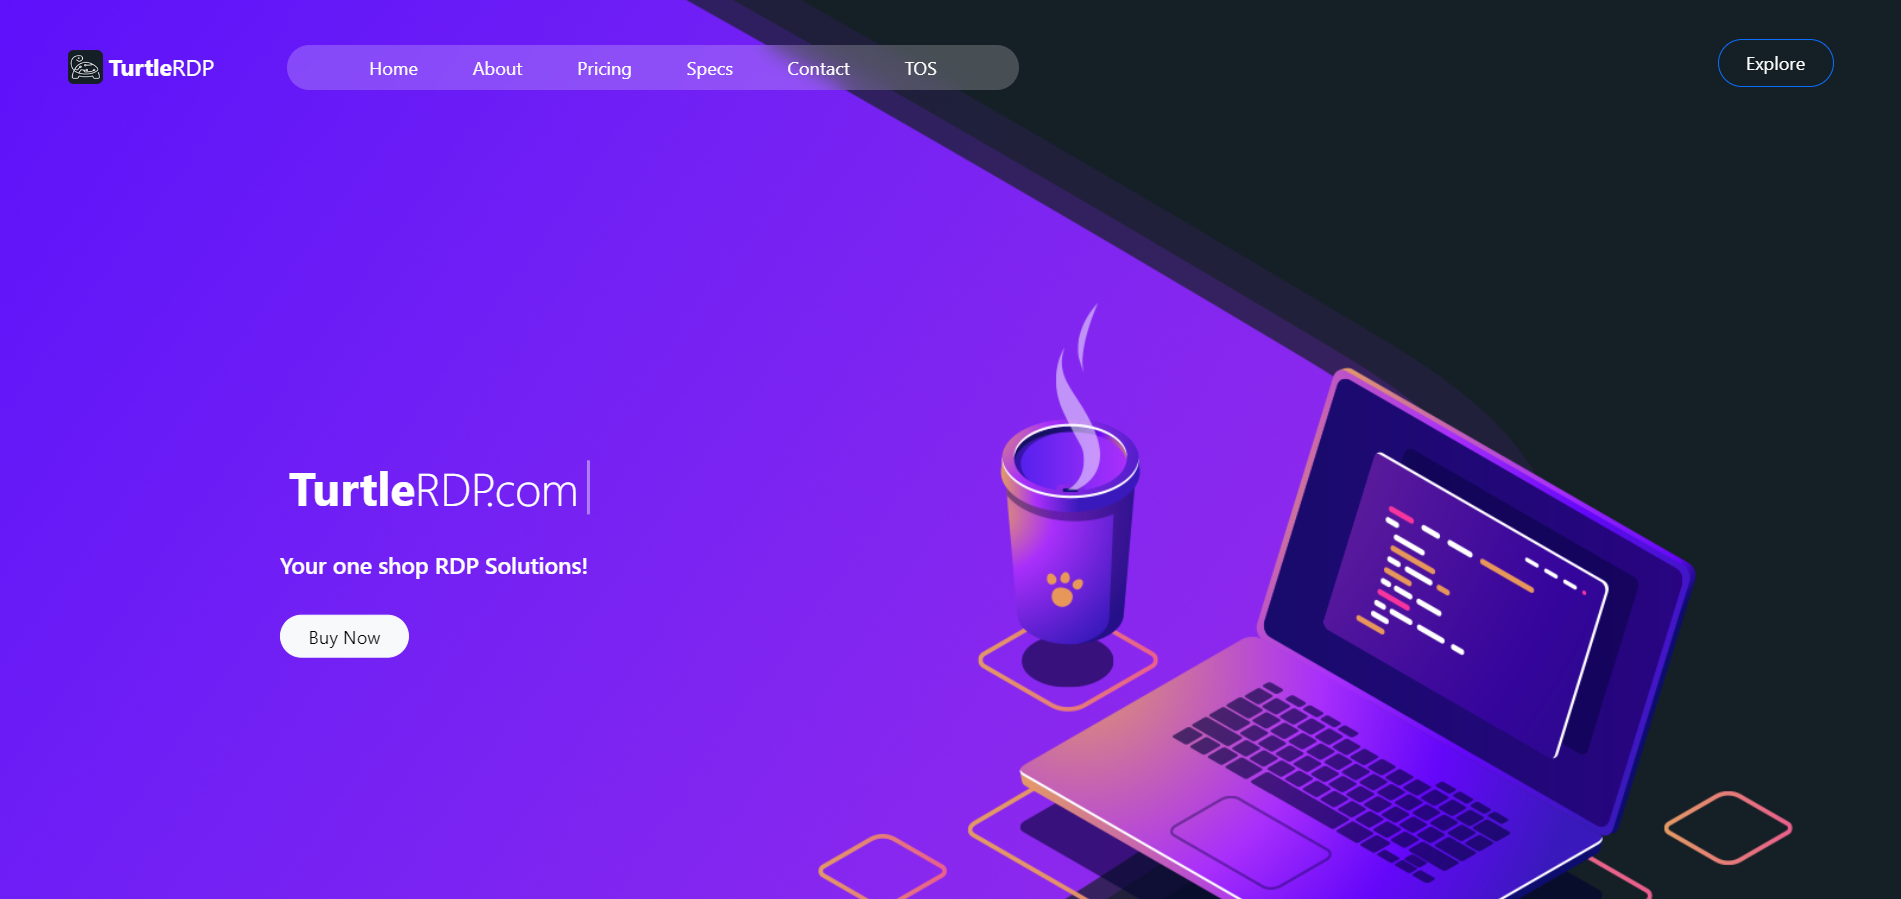 TurtleRDP
Home About Pricing Specs Contact TOS
Explore
TurtleRDP.com
Your one shop RDP Solutions!
Buy Now